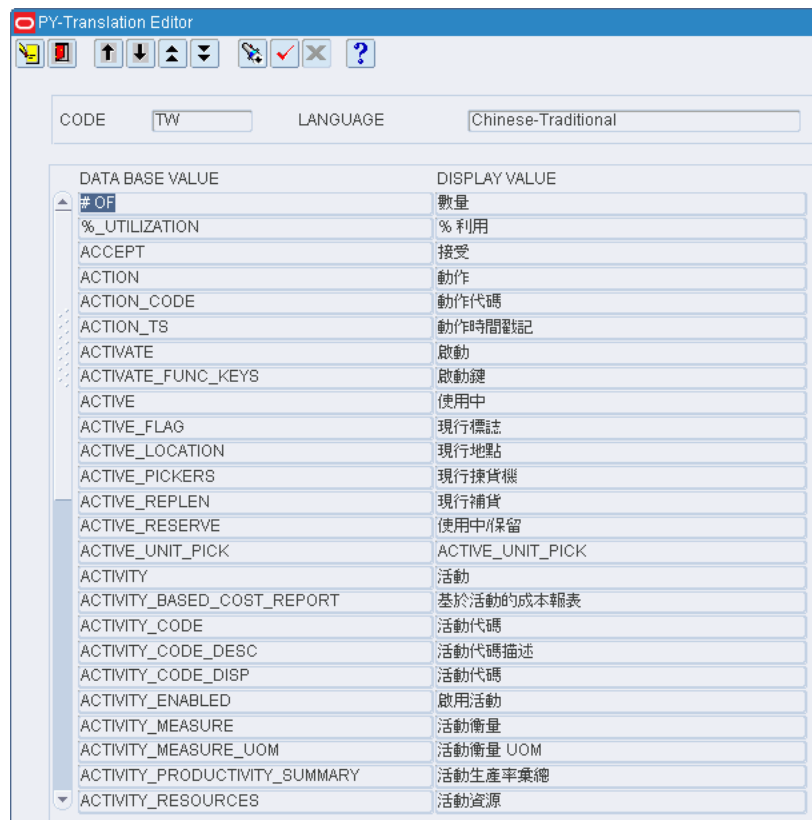 PY-Translation Editor
CODE TW LANGUAGE Chinese-Traditional
DATA BASE VALUE DISPLAY VALUE
# OF 數量
%_UTILIZATION % 利用
ACCEPT 接受
ACTION 動作
ACTION_CODE 動作代碼
ACTION_TS 動作時間戳記
ACTIVATE 啟動
ACTIVATE_FUNC_KEYS 啟動鍵
ACTIVE 使用中
ACTIVE_FLAG 現行標誌
ACTIVE_LOCATION 現行地點
ACTIVE_PICKERS 現行揀貨機
ACTIVE_REPLEN 現行補貨
ACTIVE_RESERVE 使用中/保留
ACTIVE_UNIT_PICK ACTIVE_UNIT_PICK
ACTIVITY 活動
ACTIVITY_BASED_COST_REPORT 基於活動的成本報表
ACTIVITY_CODE 活動代碼
ACTIVITY_CODE_DESC 活動代碼描述
ACTIVITY_CODE_DISP 活動代碼
ACTIVITY_ENABLED 啟用活動
ACTIVITY_MEASURE 活動衡量
ACTIVITY_MEASURE_UOM 活動衡量 UOM
ACTIVITY_PRODUCTIVITY_SUMMARY 活動生產率彙總
ACTIVITY_RESOURCES 活動資源